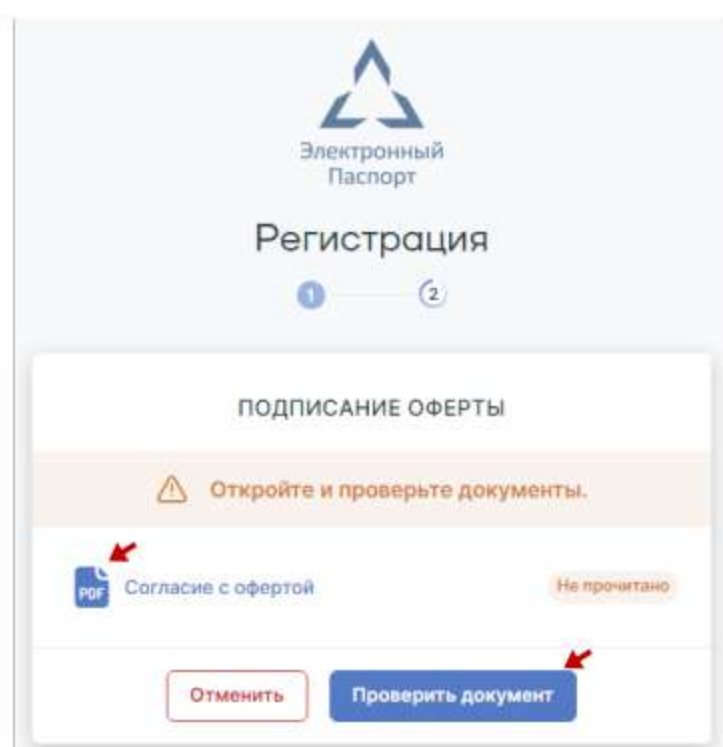 Электронный
Паспорт
Регистрация
1 2
ПОДПИСАНИЕ ОФЕРТЫ
Откройте и проверьте документы.
PDF Согласие с офертой Не прочитано
Отменить Проверить документ